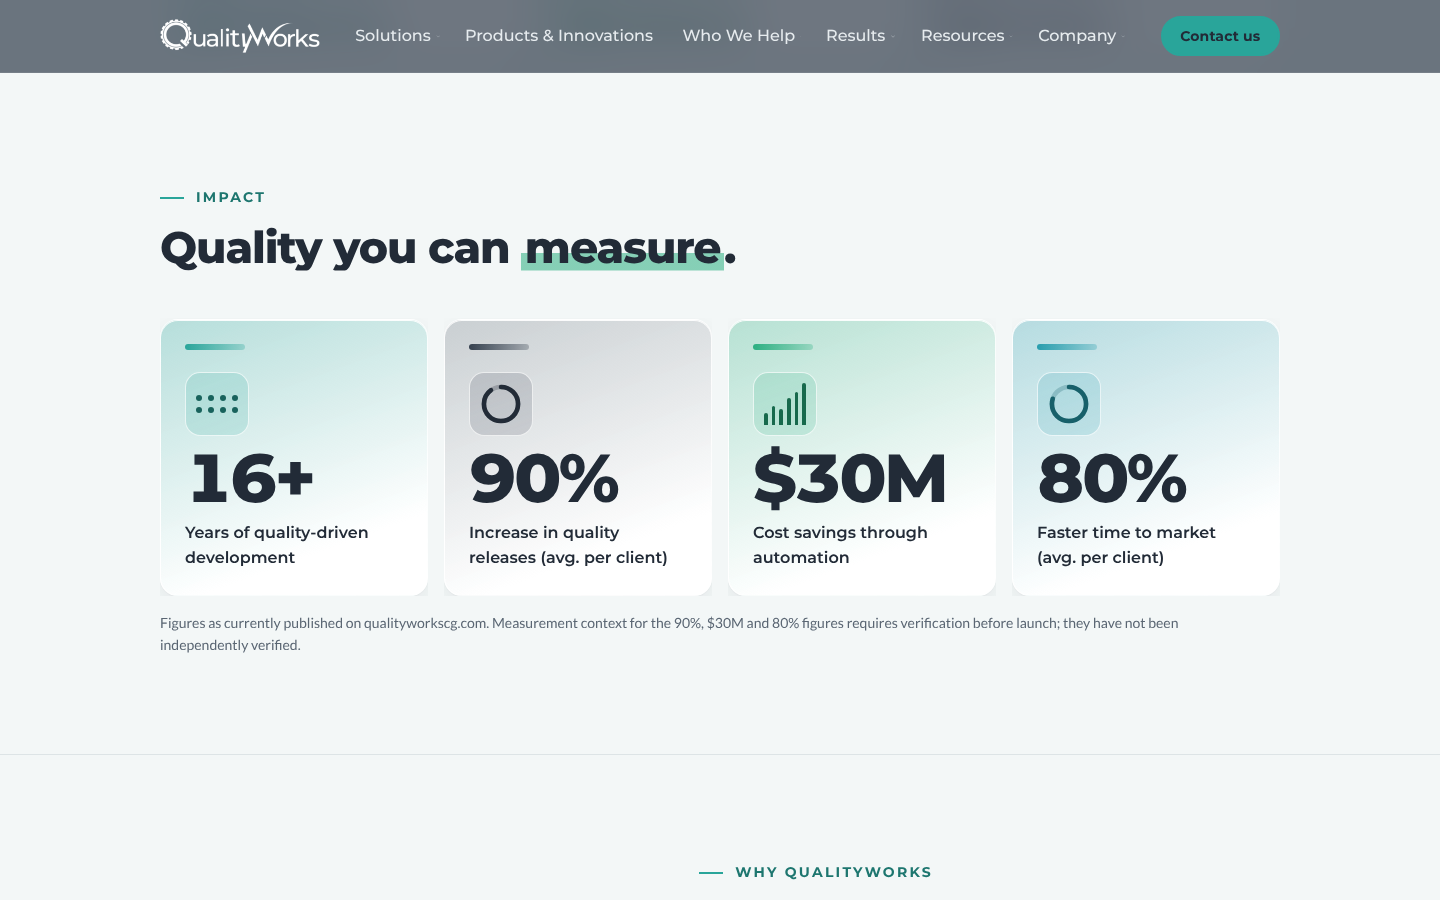 QualityWorks
Solutions
Products & Innovations
Who We Help
Results
Resources
Company
Contact us
IMPACT
Quality you can measure.
16+
Years of quality-driven
development
90%
Increase in quality
releases (avg. per client)
$30M
Cost savings through
automation
80%
Faster time to market
(avg. per client)
Figures as currently published on qualityworkscg.com. Measurement context for the 90%, $30M and 80% figures requires verification before launch; they have not been
independently verified.
WHY QUALITYWORKS